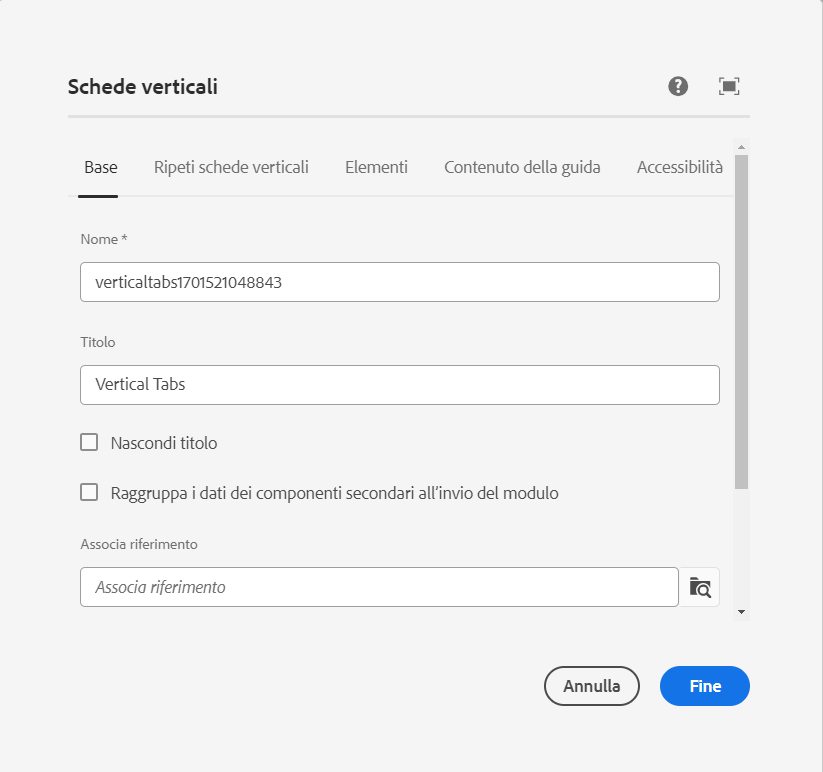 Schede verticali
Base Ripeti schede verticali Elementi Contenuto della guida Accessibilità
Nome *
verticaltabs1701521048843
Titolo
Vertical Tabs
Nascondi titolo
Raggruppa i dati dei componenti secondari all’invio del modulo
Associa riferimento
Associa riferimento
Annulla Fine